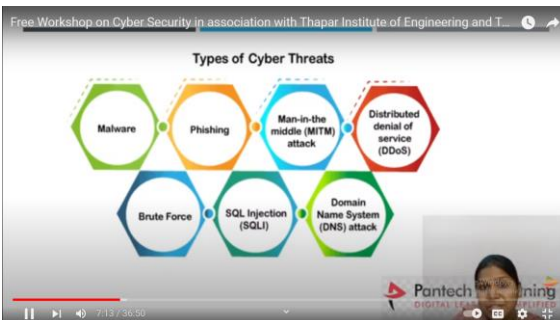 Free Workshop on Cyber Security in association with Thapar Institute of Engineering and T...
Types of Cyber Threats
Malware
Phishing
Man-in-the
middle (MITM)
attack
Distributed
denial of
service
(DDoS)
Brute Force
SQL Injection
(SQLI)
Domain
Name System
(DNS) attack
Pantech ning
DIGITAL
7:13 / 36:50
CC